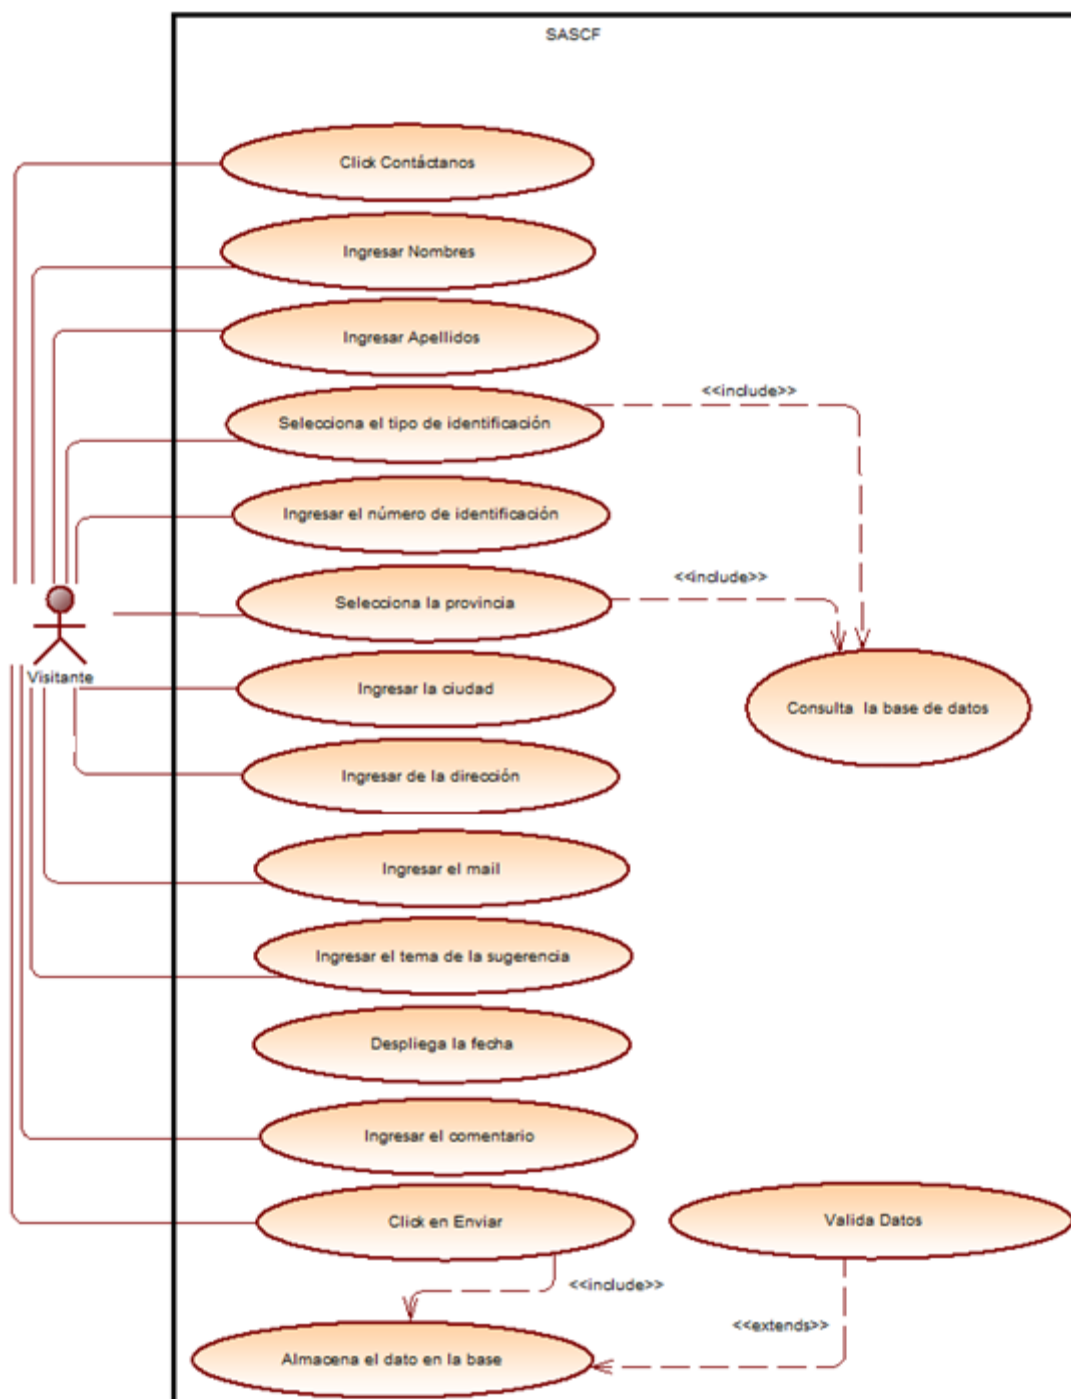 SASCF
Click Contáctanos
Ingresar Nombres
Ingresar Apellidos
<<include>>
Selecciona el tipo de identificación
Ingresar el número de identificación
<<include>>
Selecciona la provincia
Visitante
Ingresar la ciudad
Consulta la base de datos
Ingresar de la dirección
Ingresar el mail
Ingresar el tema de la sugerencia
Despliega la fecha
Ingresar el comentario
Click en Enviar
Valida Datos
<<include>>
<<extends>>
Almacena el dato en la base